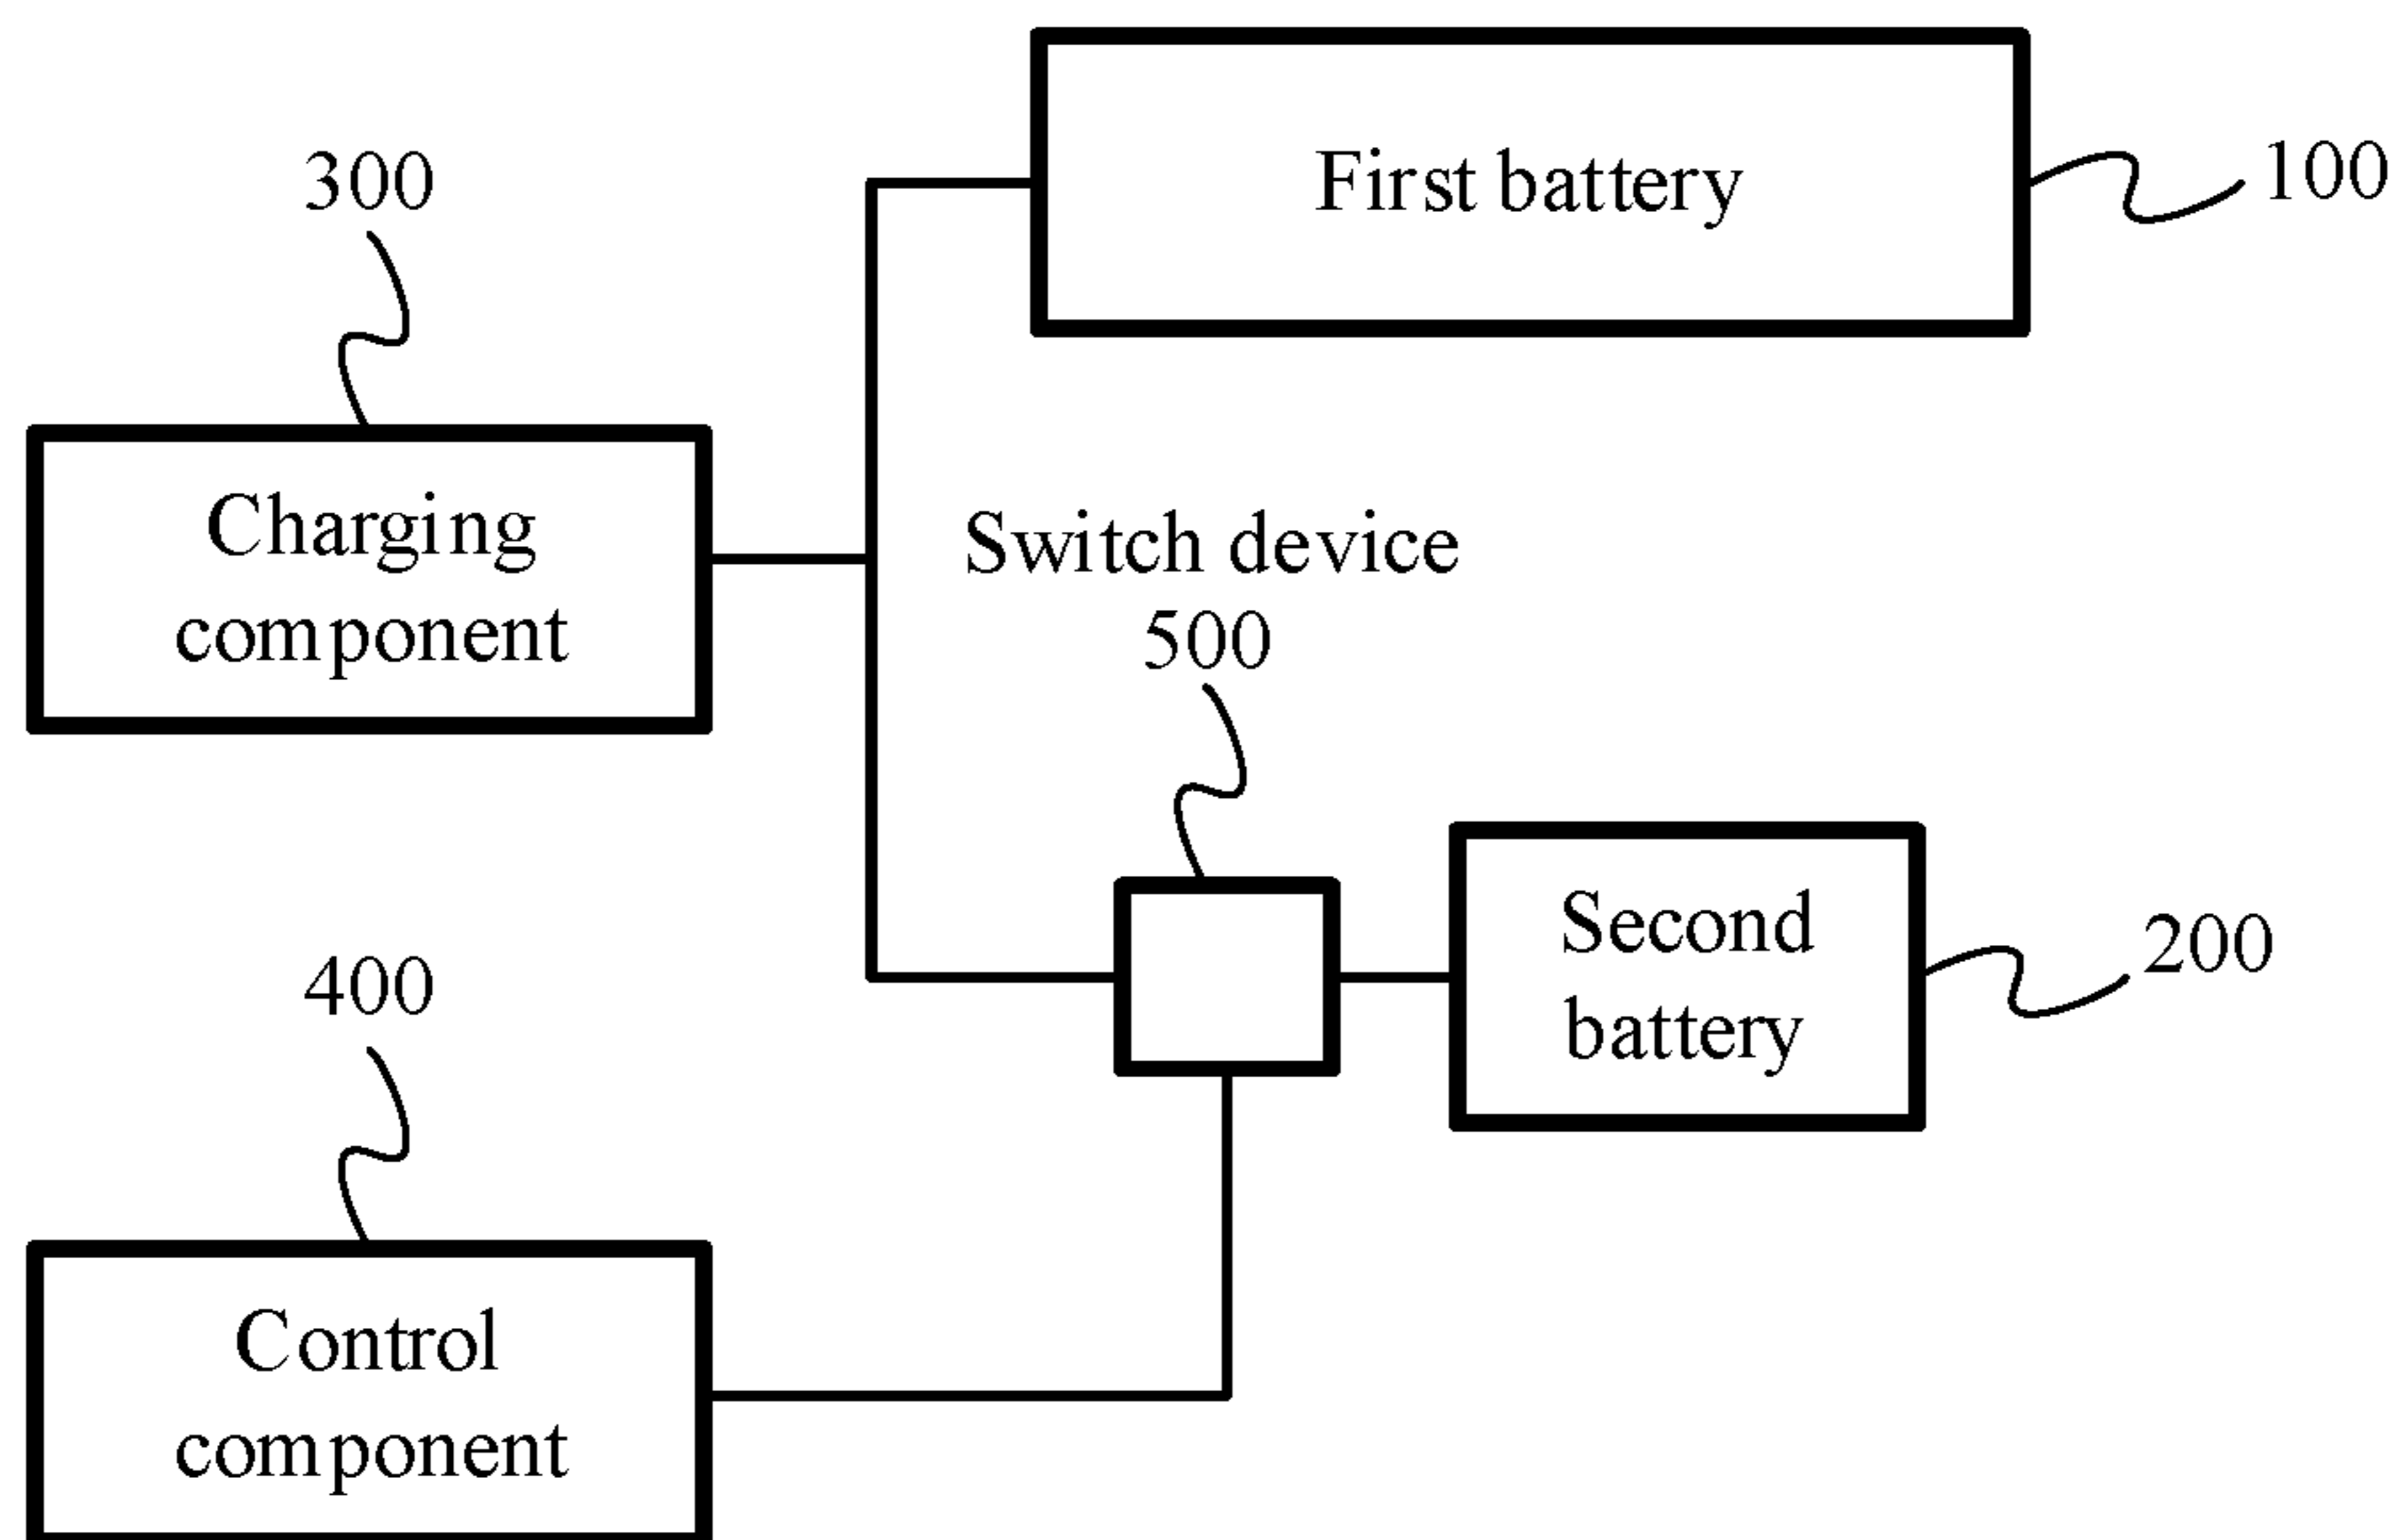 First battery
100
300
Charging
component
Switch device
500
Second
battery
200
400
Control
component